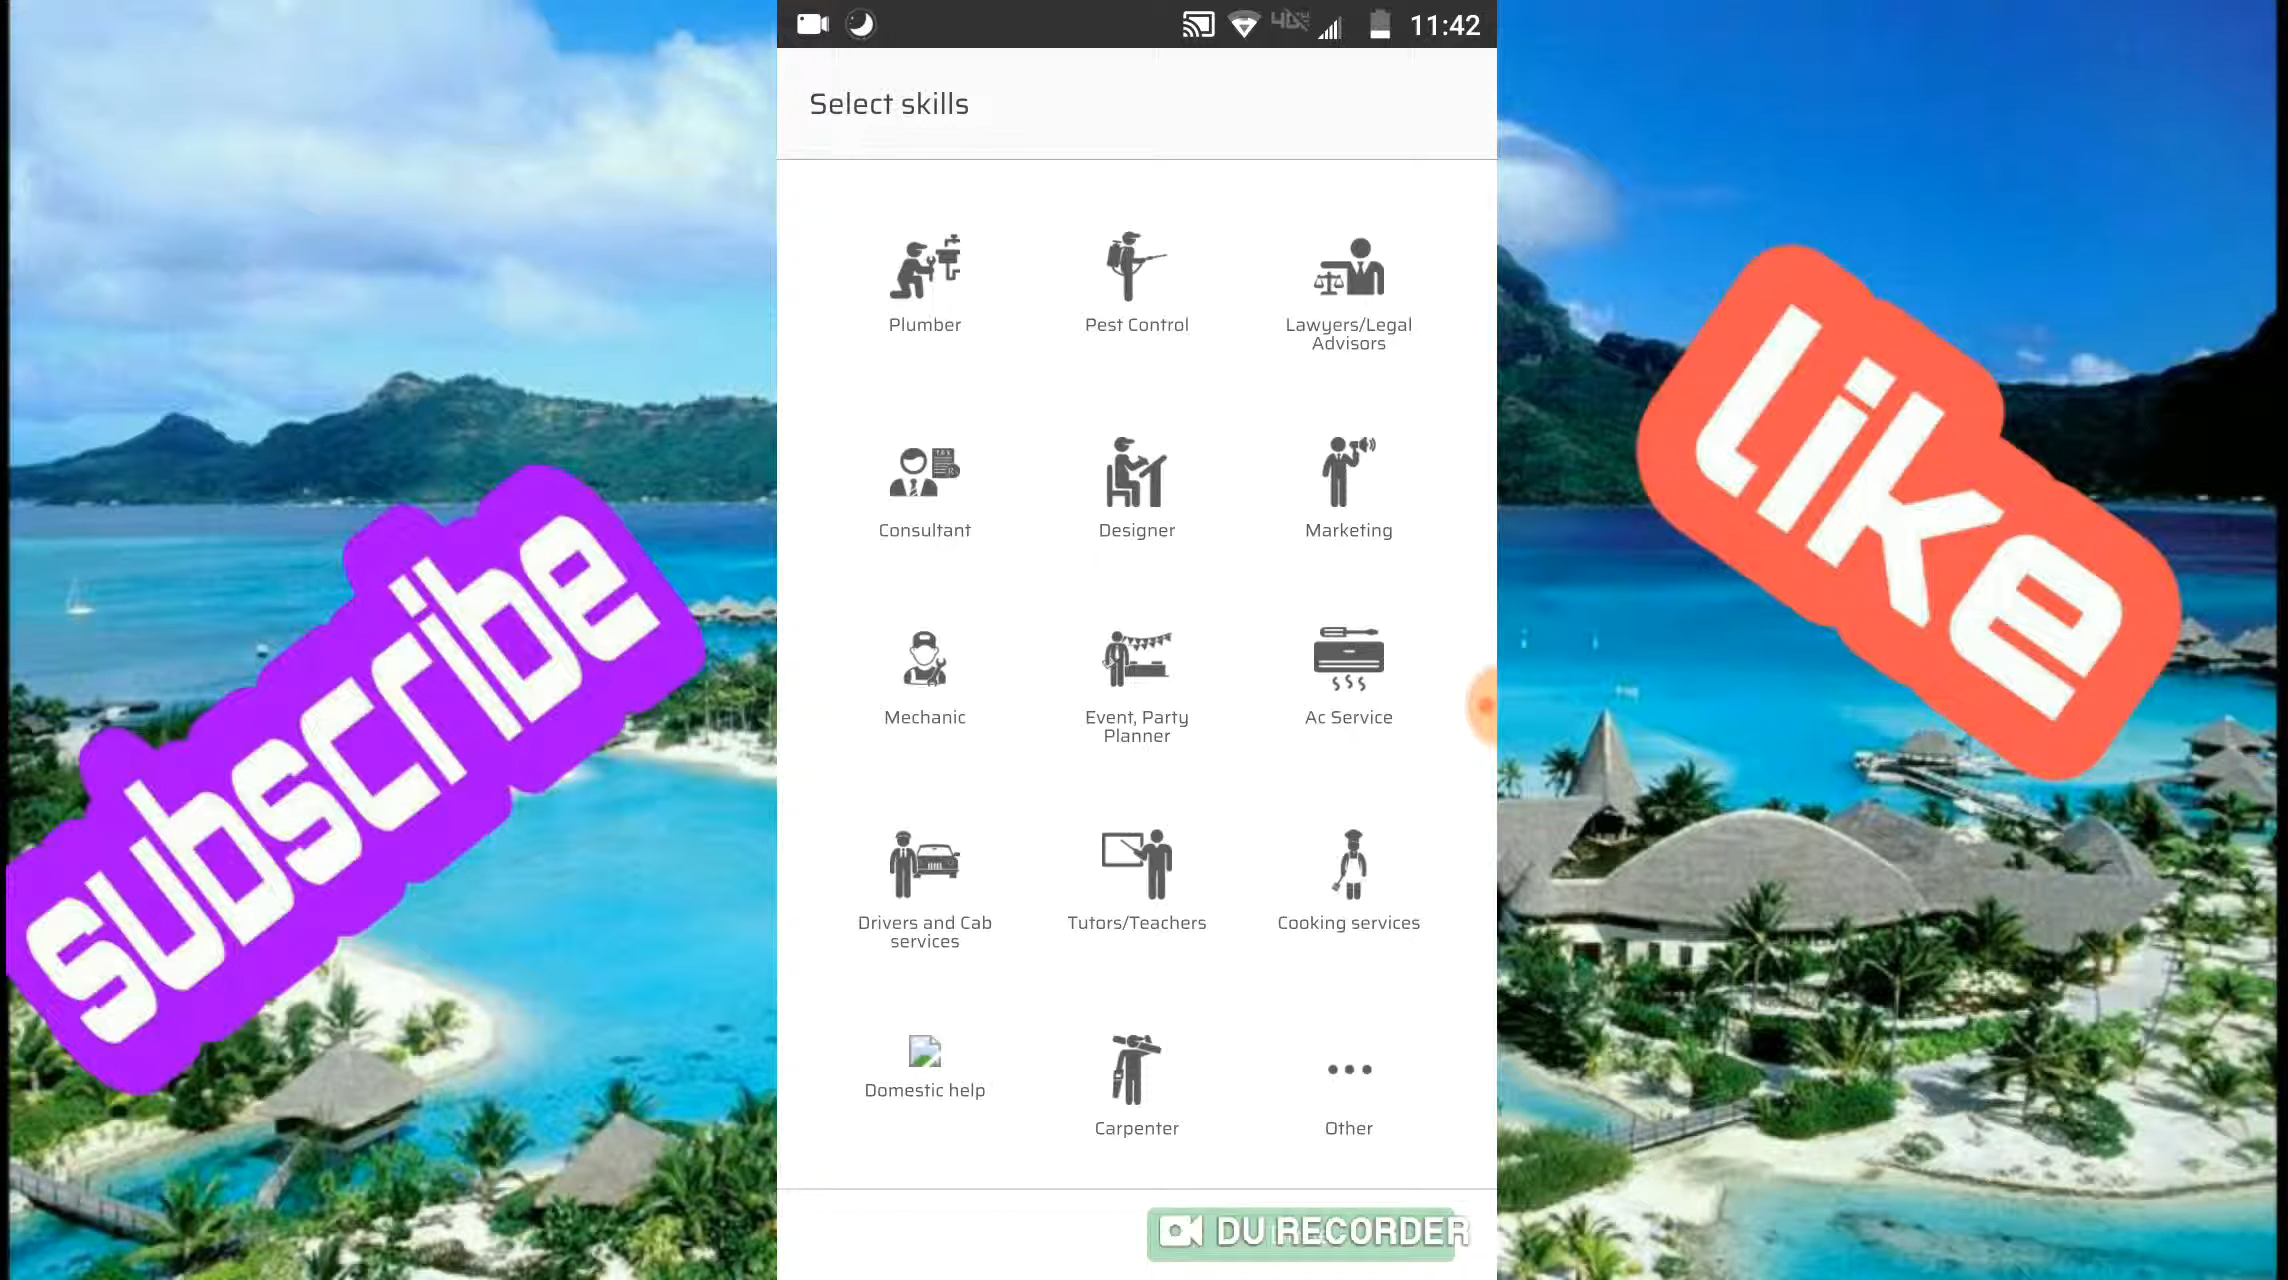 11:42
Select skills
Plumber
Pest Control
Lawyers/Legal
Advisors
Consultant
Designer
Marketing
Mechanic
Event, Party
Planner
Ac Service
Drivers and Cab
services
Tutors/Teachers
Cooking services
Domestic help
Carpenter
Other
DU RECORDER
subscribe
like